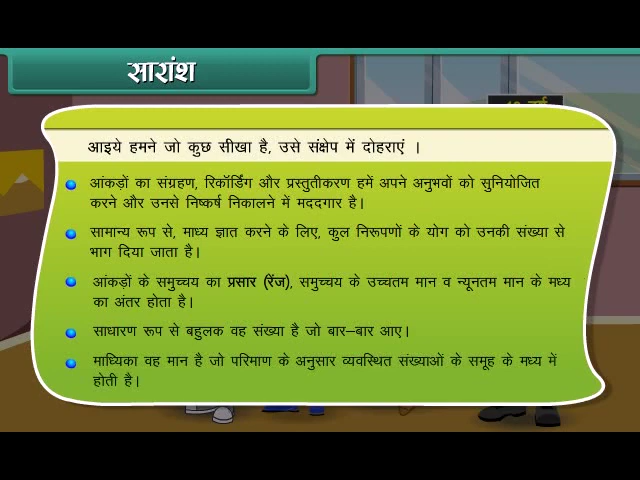 सारांश
आइये हमने जो कुछ सीखा है, उसे संक्षेप में दोहराएं ।
आंकड़ों का संग्रहण, रिकॉर्डिंग और प्रस्तुतीकरण हमें अपने अनुभवों को सुनियोजित
करने और उनसे निष्कर्ष निकालने में मददगार है।
सामान्य रूप से, माध्य ज्ञात करने के लिए, कुल निरूपणों के योग को उनकी संख्या से
भाग दिया जाता है।
आंकड़ों के समुच्चय का प्रसार (रेंज), समुच्चय के उच्चतम मान व न्यूनतम मान के मध्य
का अंतर होता है।
साधारण रूप से बहुलक वह संख्या है जो बार–बार आए।
माध्यिका वह मान है जो परिमाण के अनुसार व्यवस्थित संख्याओं के समूह के मध्य में
होती है।